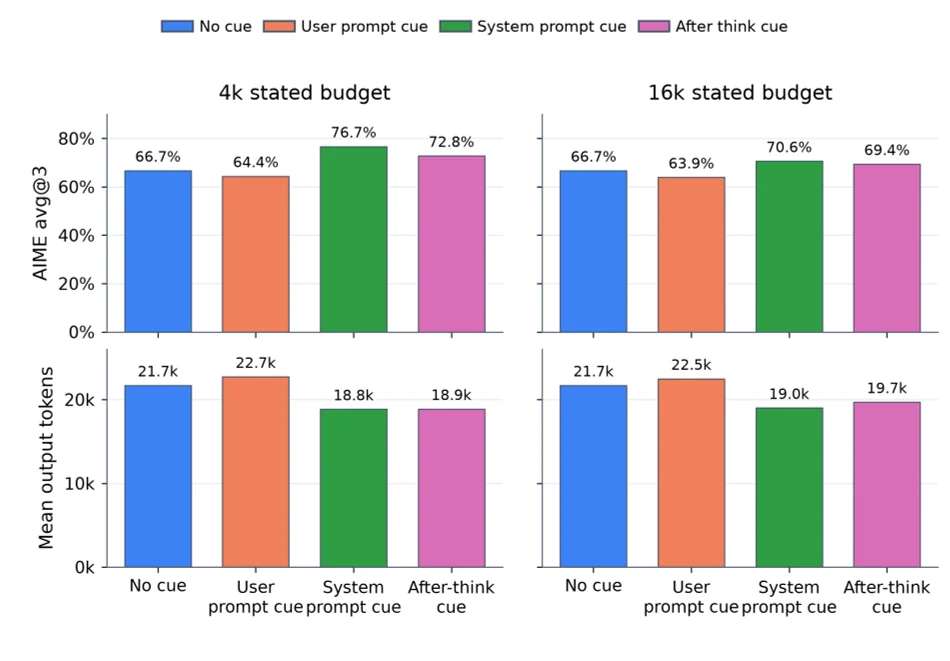 No cue User prompt cue System prompt cue After think cue
4k stated budget
16k stated budget
AIME avg@3
80%
60%
40%
20%
0%
66.7%
64.4%
76.7%
72.8%
66.7%
63.9%
70.6%
69.4%
Mean output tokens
20k
10k
0k
21.7k
22.7k
18.8k
18.9k
21.7k
22.5k
19.0k
19.7k
No cue
User
prompt cue
System
prompt cue
After-think
cue
No cue
User
prompt cue
System
prompt cue
After-think
cue